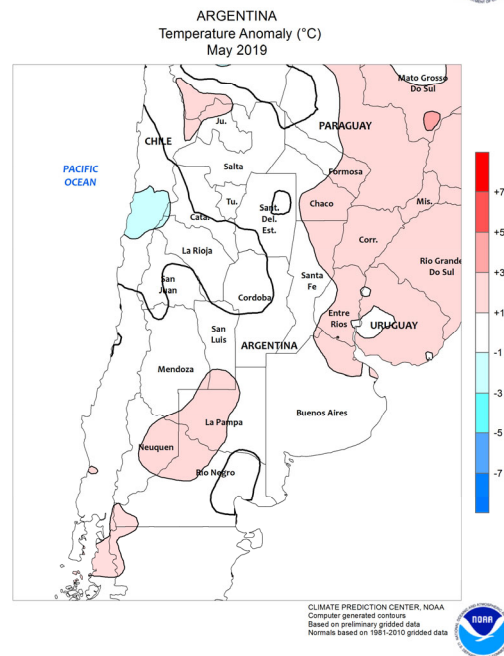 ARGENTINA
Temperature Anomaly (°C)
May 2019
Mato Grosso
Do Sul
Ju.
PARAGUAY
CHILE
PACIFIC
OCEAN
Salta
Formosa
Tu.
Sant.
Del.
Est.
Chaco
Mis.
Catar.
Corr.
La Rioja
Rio Grande
Do Sul
San
Juan
Santa
Fe
Cordoba
Entre
Rios
URUGUAY
San
Luis
ARGENTINA
Mendoza
Buenos Aires
La Pampa
Neuquen
Rio Negro
+7
+5
+3
+1
-1
-3
-5
-7
CLIMATE PREDICTION CENTER, NOAA
Computer generated contours
Based on preliminary gridded data
Normals based on 1981-2010 gridded data
NOAA